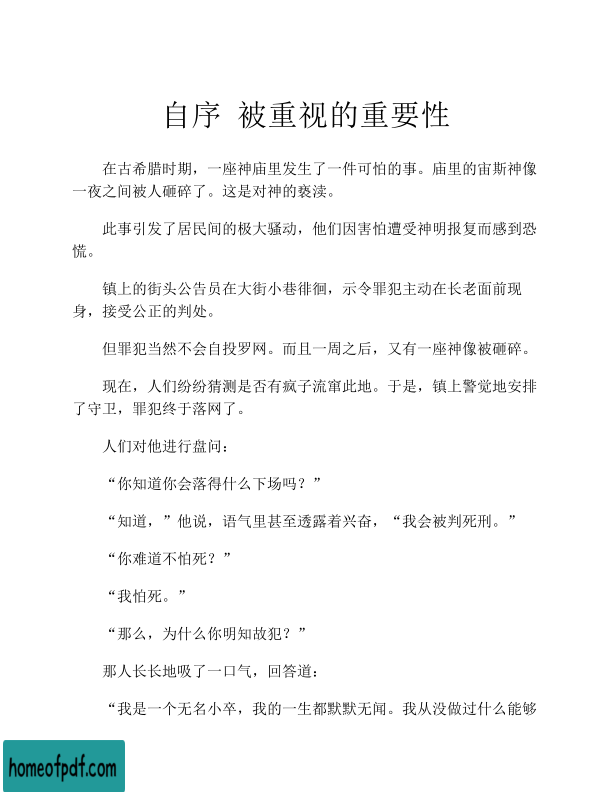 自序 被重视的重要性
在古希腊时期，一座神庙里发生了一件可怕的事。庙里的宙斯神像
一夜之间被人砸碎了。这是对神的亵渎。
此事引发了居民间的极大骚动，他们因害怕遭受神明报复而感到恐
慌。
镇上的街头公告员在大街小巷徘徊，示令罪犯主动在长老面前现
身，接受公正的判处。
但罪犯当然不会自投罗网。而且一周之后，又有一座神像被砸碎。
现在，人们纷纷猜测是否有疯子流窜此地。于是，镇上警觉地安排
了守卫，罪犯终于落网了。
人们对他进行盘问：
“你知道你会落得什么下场吗？”
“知道，”他说，语气里甚至透露着兴奋，“我会被判死刑。”
“你难道不怕死？”
“我怕死。”
“那么，为什么你明知故犯？”
那人长长地吸了一口气，回答道：
“我是一个无名小卒，我的一生都默默无闻。我从没做过什么能够
homeofpdf.com